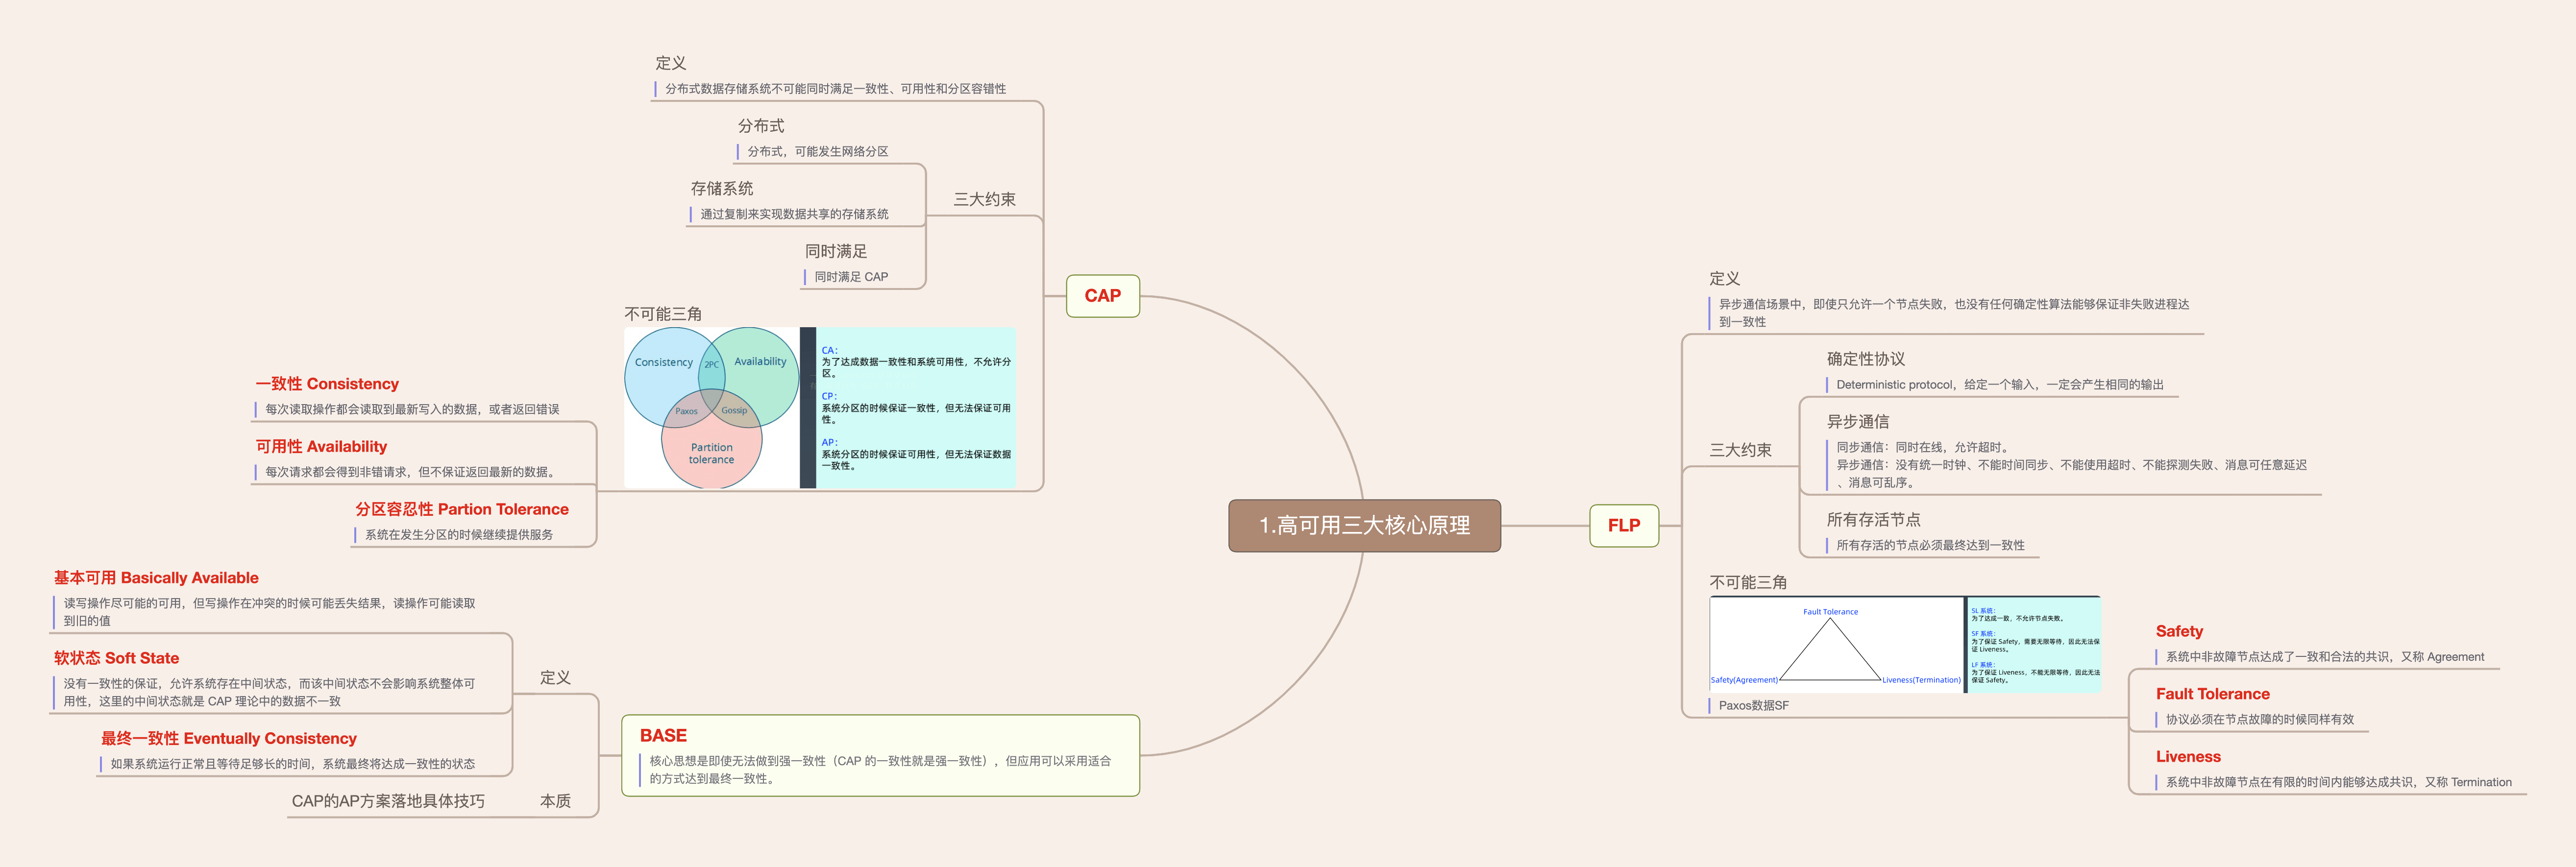 1.高可用三大核心原理
CAP
定义
分布式数据存储系统不可能同时满足一致性、可用性和分区容错性
三大约束
分布式
分布式，可能发生网络分区
存储系统
通过复制来实现数据共享的存储系统
同时满足
同时满足 CAP
不可能三角
Consistency
2PC
Availability
Paxos
Gossip
Partition
tolerance
CA：
为了达成数据一致性和系统可用性，不允许分
区。
CP：
系统分区的时候保证一致性，但无法保证可用
性。
AP：
系统分区的时候保证可用性，但无法保证数据
一致性。
一致性 Consistency
每次读取操作都会读取到最新写入的数据，或者返回错误
可用性 Availability
每次请求都会得到非错请求，但不保证返回最新的数据。
分区容忍性 Partion Tolerance
系统在发生分区的时候继续提供服务
BASE
核心思想是即使无法做到强一致性（CAP 的一致性就是强一致性），但应用可以采用适合
的方式达到最终一致性。
定义
基本可用 Basically Available
读写操作尽可能的可用，但写操作在冲突的时候可能丢失结果，读操作可能读取
到旧的值
软状态 Soft State
没有一致性的保证，允许系统存在中间状态，而该中间状态不会影响系统整体可
用性，这里的中间状态就是 CAP 理论中的数据不一致
最终一致性 Eventually Consistency
如果系统运行正常且等待足够长的时间，系统最终将达成一致性的状态
本质
CAP的AP方案落地具体技巧
FLP
定义
异步通信场景中，即使只允许一个节点失败，也没有任何确定性算法能够保证非失败进程达
到一致性
三大约束
确定性协议
Deterministic protocol，给定一个输入，一定会产生相同的输出
异步通信
同步通信：同时在线，允许超时。
异步通信：没有统一时钟、不能时间同步、不能使用超时、不能探测失败、消息可任意延迟
、消息可乱序。
所有存活节点
所有存活的节点必须最终达到一致性
不可能三角
Fault Tolerance
Safety(Agreement)
Liveness(Termination)
SL 系统：
为了达成一致，不允许节点失败。
SF 系统：
为了保证 Safety，需要无限等待，因此无法保
证 Liveness。
LF 系统：
为了保证 Liveness，不能无限等待，因此无法
保证 Safety。
Paxos数据SF
Safety
系统中非故障节点达成了一致和合法的共识，又称 Agreement
Fault Tolerance
协议必须在节点故障的时候同样有效
Liveness
系统中非故障节点在有限的时间内能够达成共识，又称 Termination